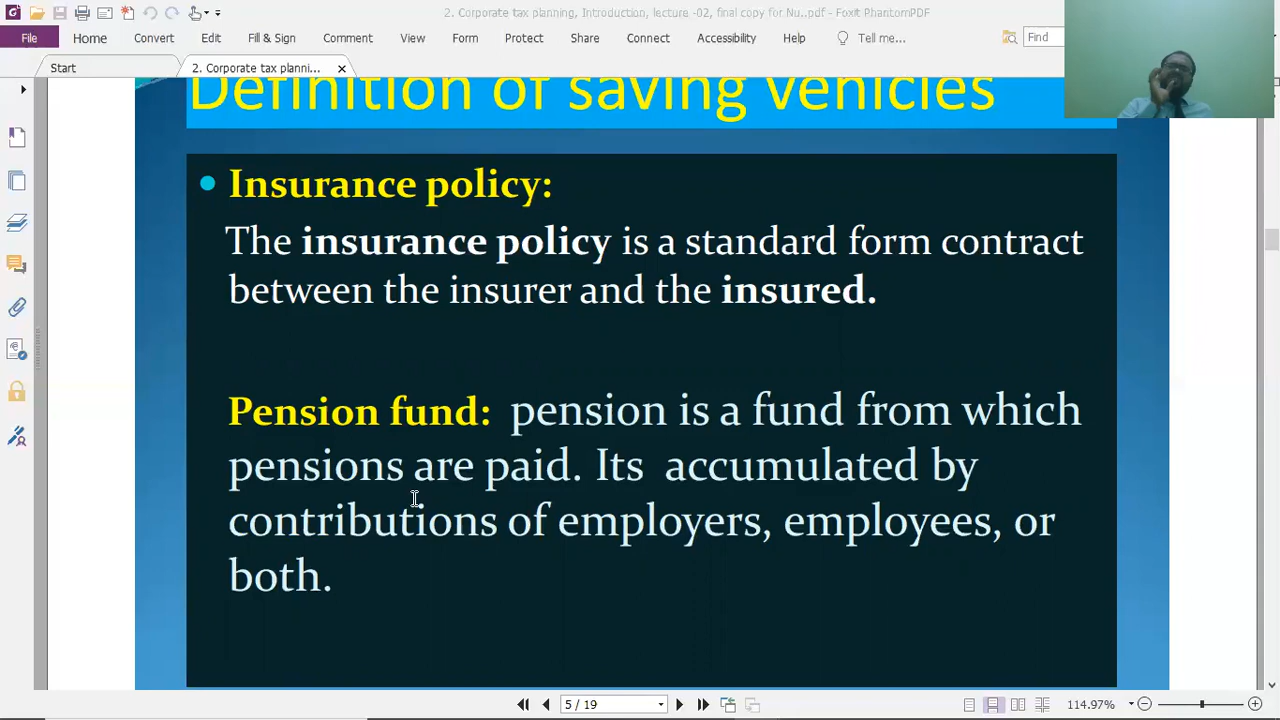 2. Corporate tax planning, Introduction, lecture -02, final copy for Nu..pdf - Foxit PhantomPDF
File Home Convert Edit Fill & Sign Comment View Form Protect Share Connect Accessibility Help Tell me... Find
Start 2. Corporate tax planni...
Definition of saving vehicles
Insurance policy:
The insurance policy is a standard form contract
between the insurer and the insured.
Pension fund: pension is a fund from which
pensions are paid. Its accumulated by
contributions of employers, employees, or
both.
5 / 19 114.97%